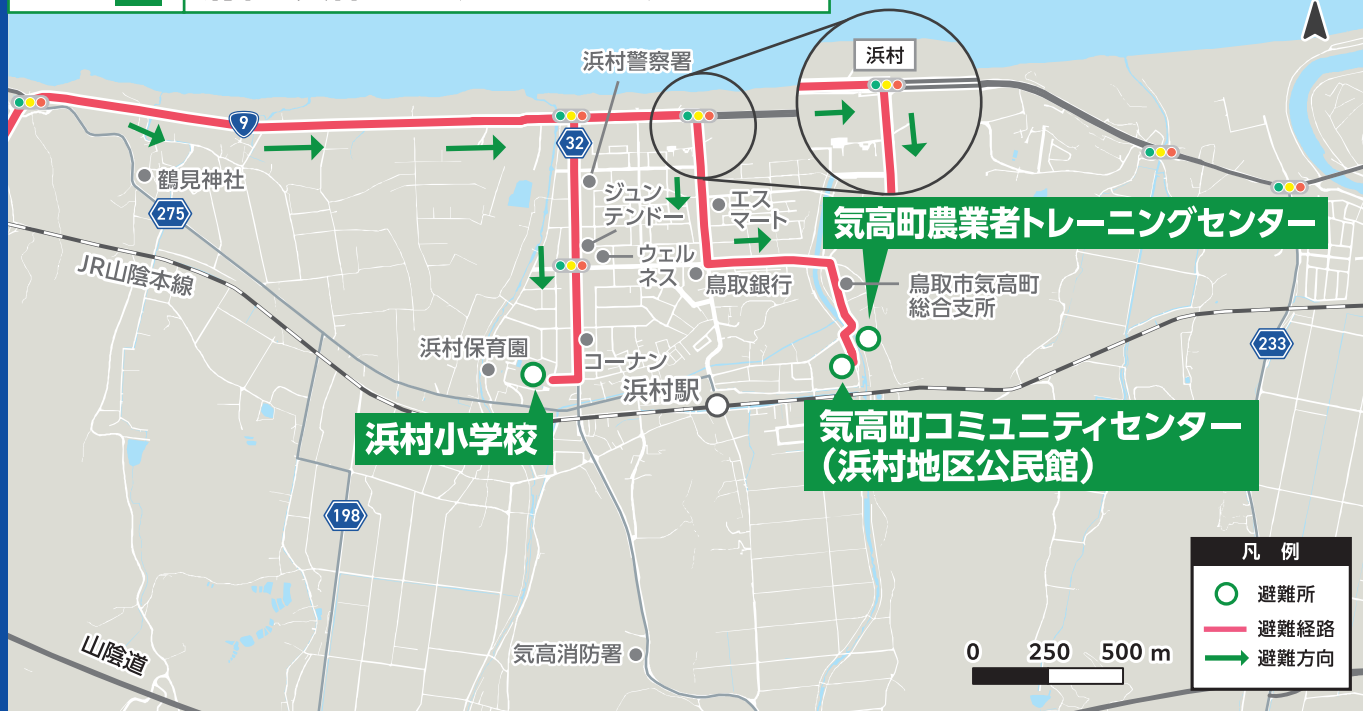 浜村警察署
浜村
9
32
鶴見神社
275
ジュン
テンドー
エス
マート
気高町農業者トレーニングセンター
JR山陰本線
ウェル
ネス
鳥取銀行
鳥取市気高町
総合支所
233
浜村保育園
コーナン
浜村駅
浜村小学校
気高町コミュニティセンター
(浜村地区公民館)
198
凡 例
避難所
避難経路
避難方向
山陰道
気高消防署
0 250 500 m